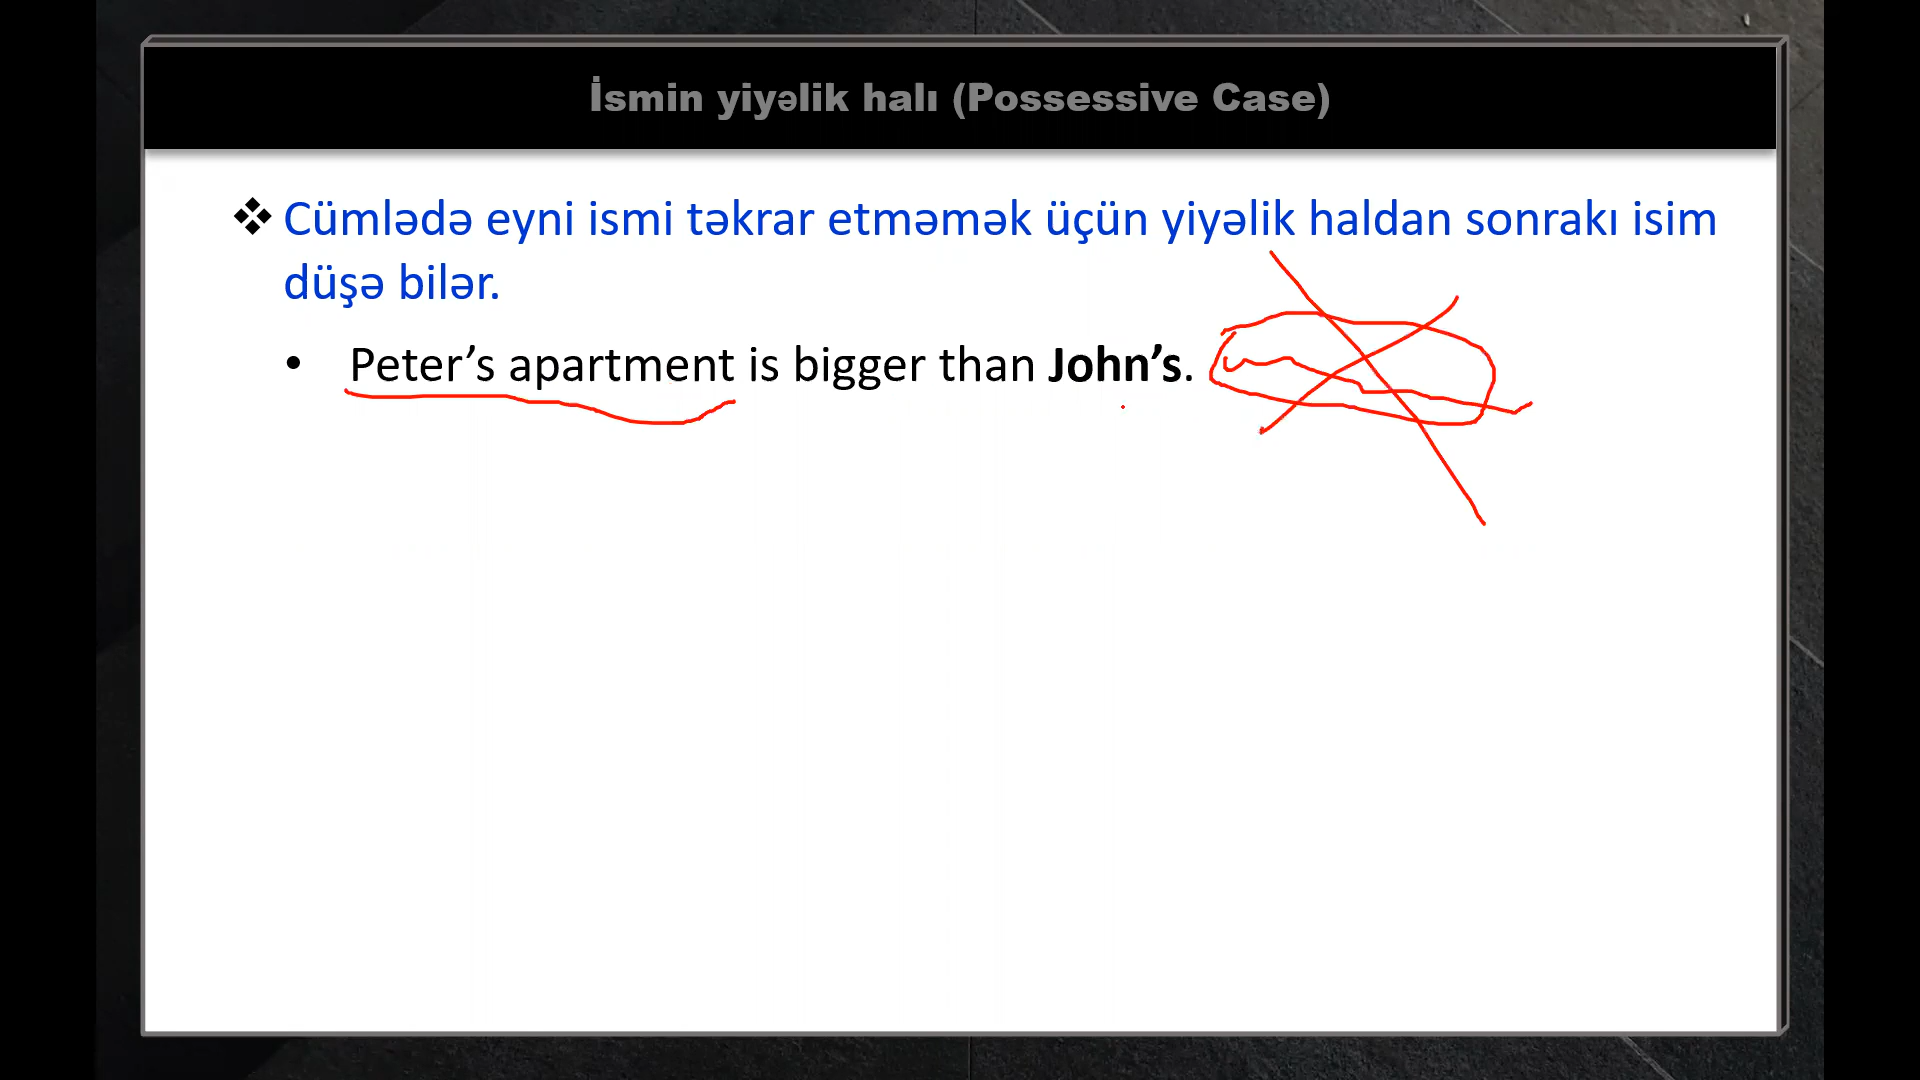 İsmin yiyəlik halı (Possessive Case)
❖ Cümlədə eyni ismi təkrar etməmək üçün yiyəlik haldan sonrakı isim
düşə bilər.
• Peter’s apartment is bigger than John’s.